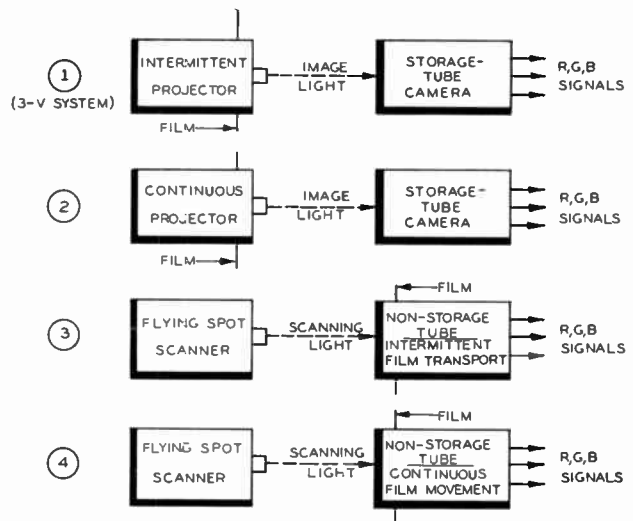 1
(3-V SYSTEM)
INTERMITTENT
PROJECTOR
FILM
IMAGE
LIGHT
STORAGE-
TUBE
CAMERA
R,G,B
SIGNALS
2
CONTINUOUS
PROJECTOR
FILM
IMAGE
LIGHT
STORAGE-
TUBE
CAMERA
R,G,B
SIGNALS
3
FLYING SPOT
SCANNER
SCANNING
LIGHT
FILM
NON-STORAGE
TUBE
INTERMITTENT
FILM TRANSPORT
R,G,B
SIGNALS
4
FLYING SPOT
SCANNER
SCANNING
LIGHT
FILM
NON-STORAGE
TUBE
CONTINUOUS
FILM MOVEMENT
R,G,B
SIGNALS